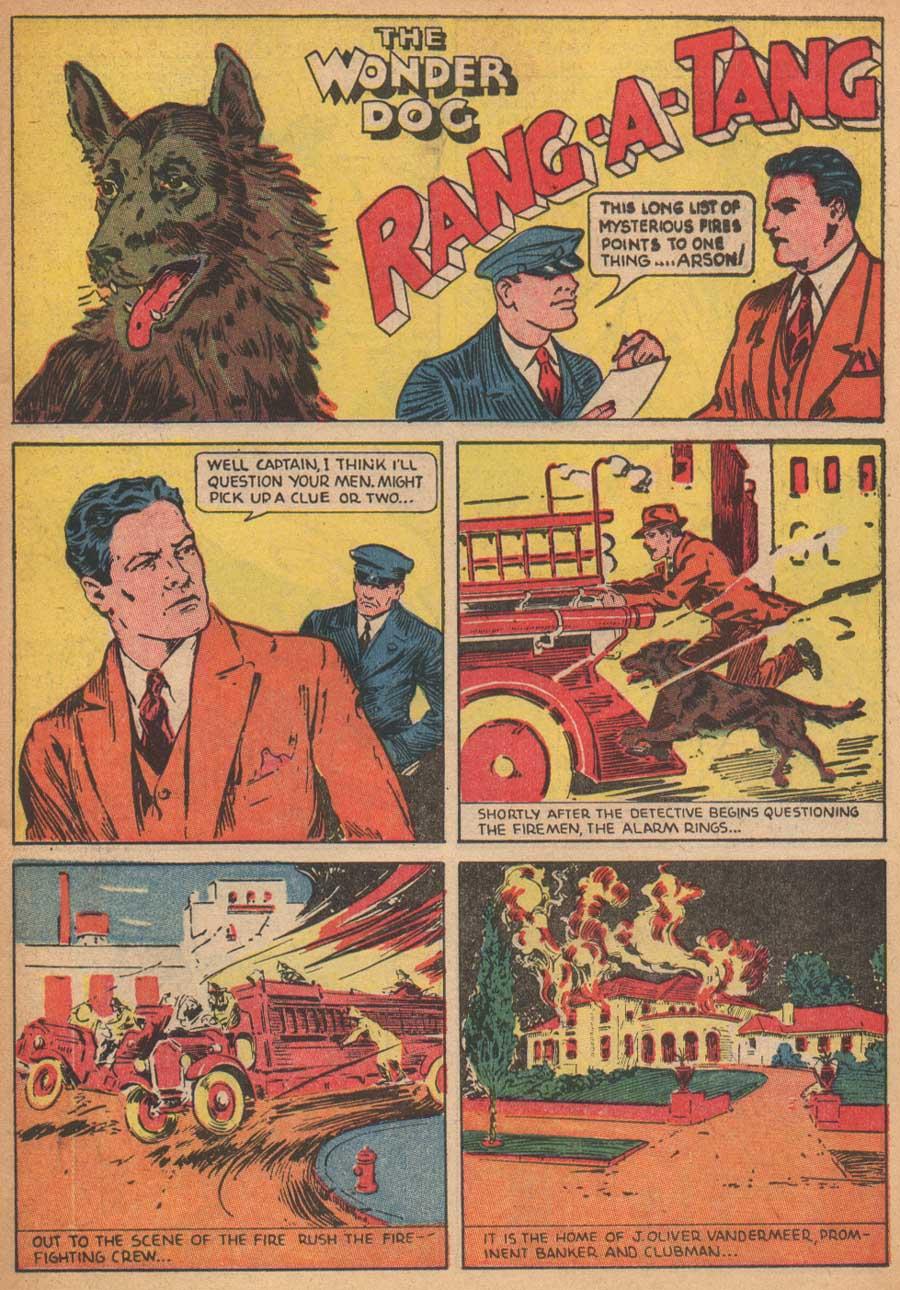 THE
WONDER
DOG
RANG-A-TANG
THIS LONG LIST OF
MYSTERIOUS FIRES
POINTS TO ONE
THING....ARSON!
WELL CAPTAIN, I THINK I'LL
QUESTION YOUR MEN. MIGHT
PICK UP A CLUE OR TWO...
SHORTLY AFTER THE DETECTIVE BEGINS QUESTIONING
THE FIREMEN, THE ALARM RINGS...
OUT TO THE SCENE OF THE FIRE RUSH THE FIRE--
FIGHTING CREW...
IT IS THE HOME OF J. OLIVER VANDERMEER, PROM-
INENT BANKER AND CLUBMAN...